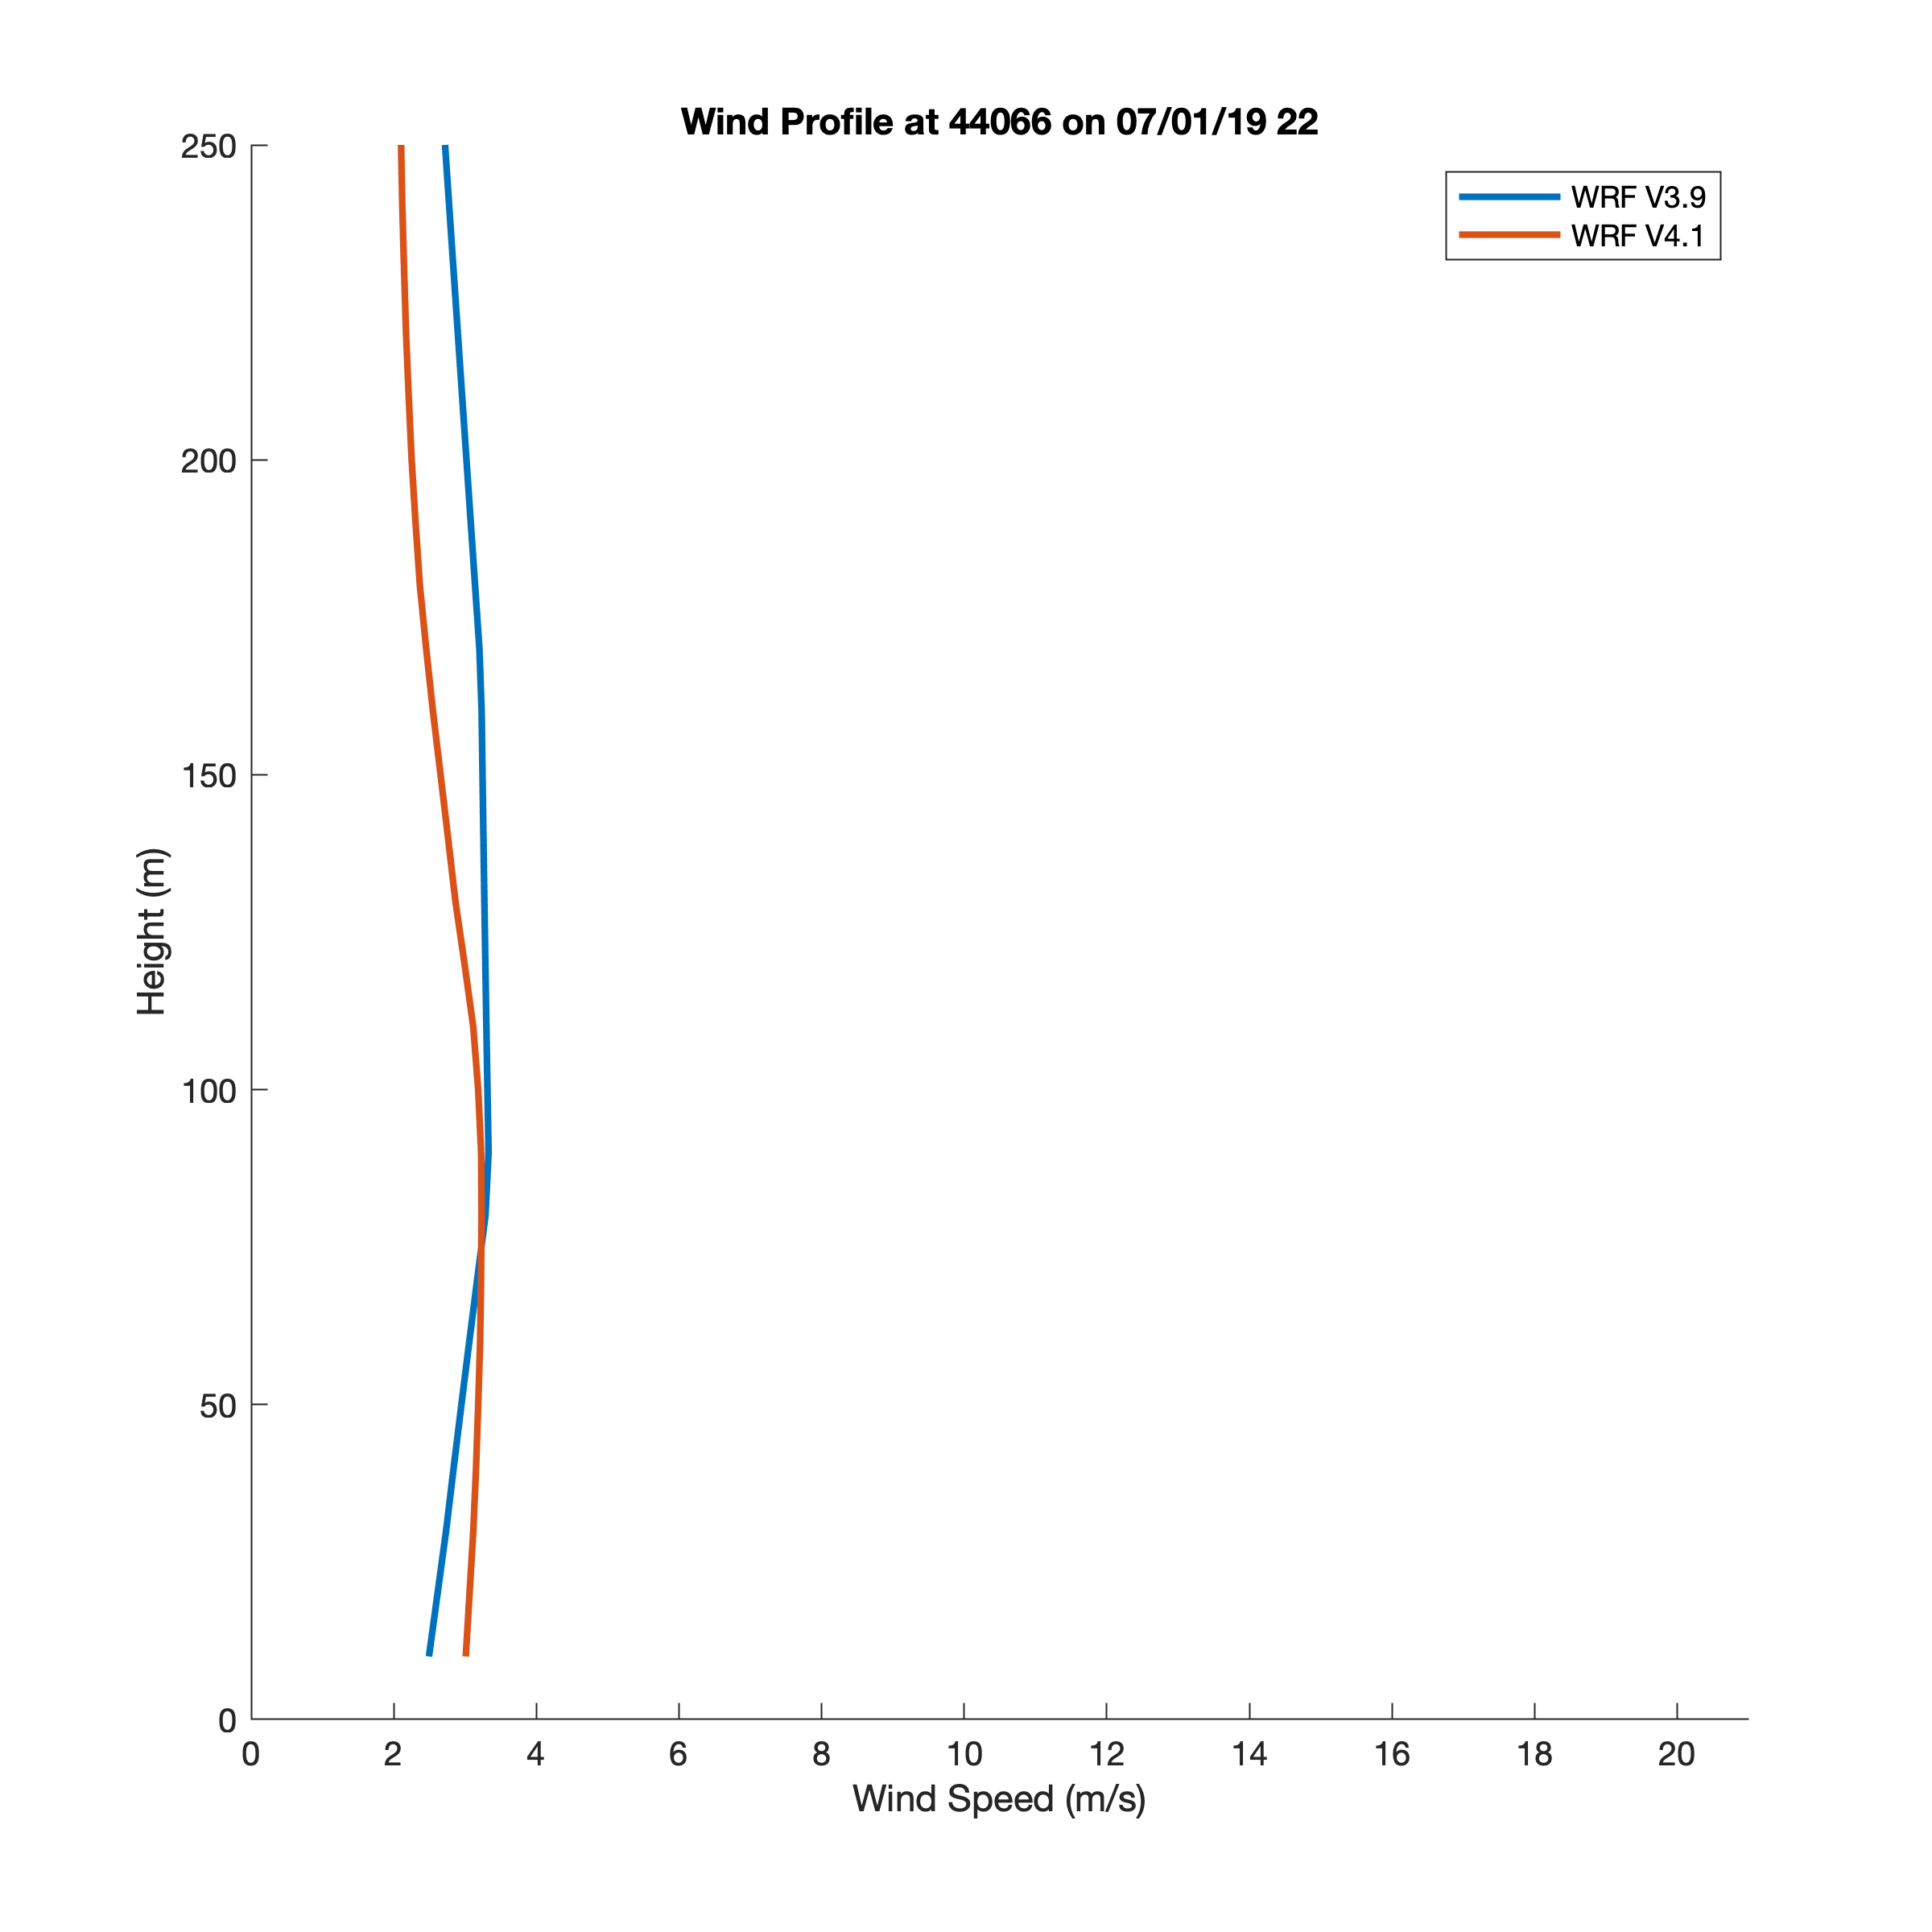 Wind Profile at 44066 on 07/01/19 22
WRF V3.9
WRF V4.1
250
200
150
100
50
0
Height (m)
0 2 4 6 8 10 12 14 16 18 20
Wind Speed (m/s)